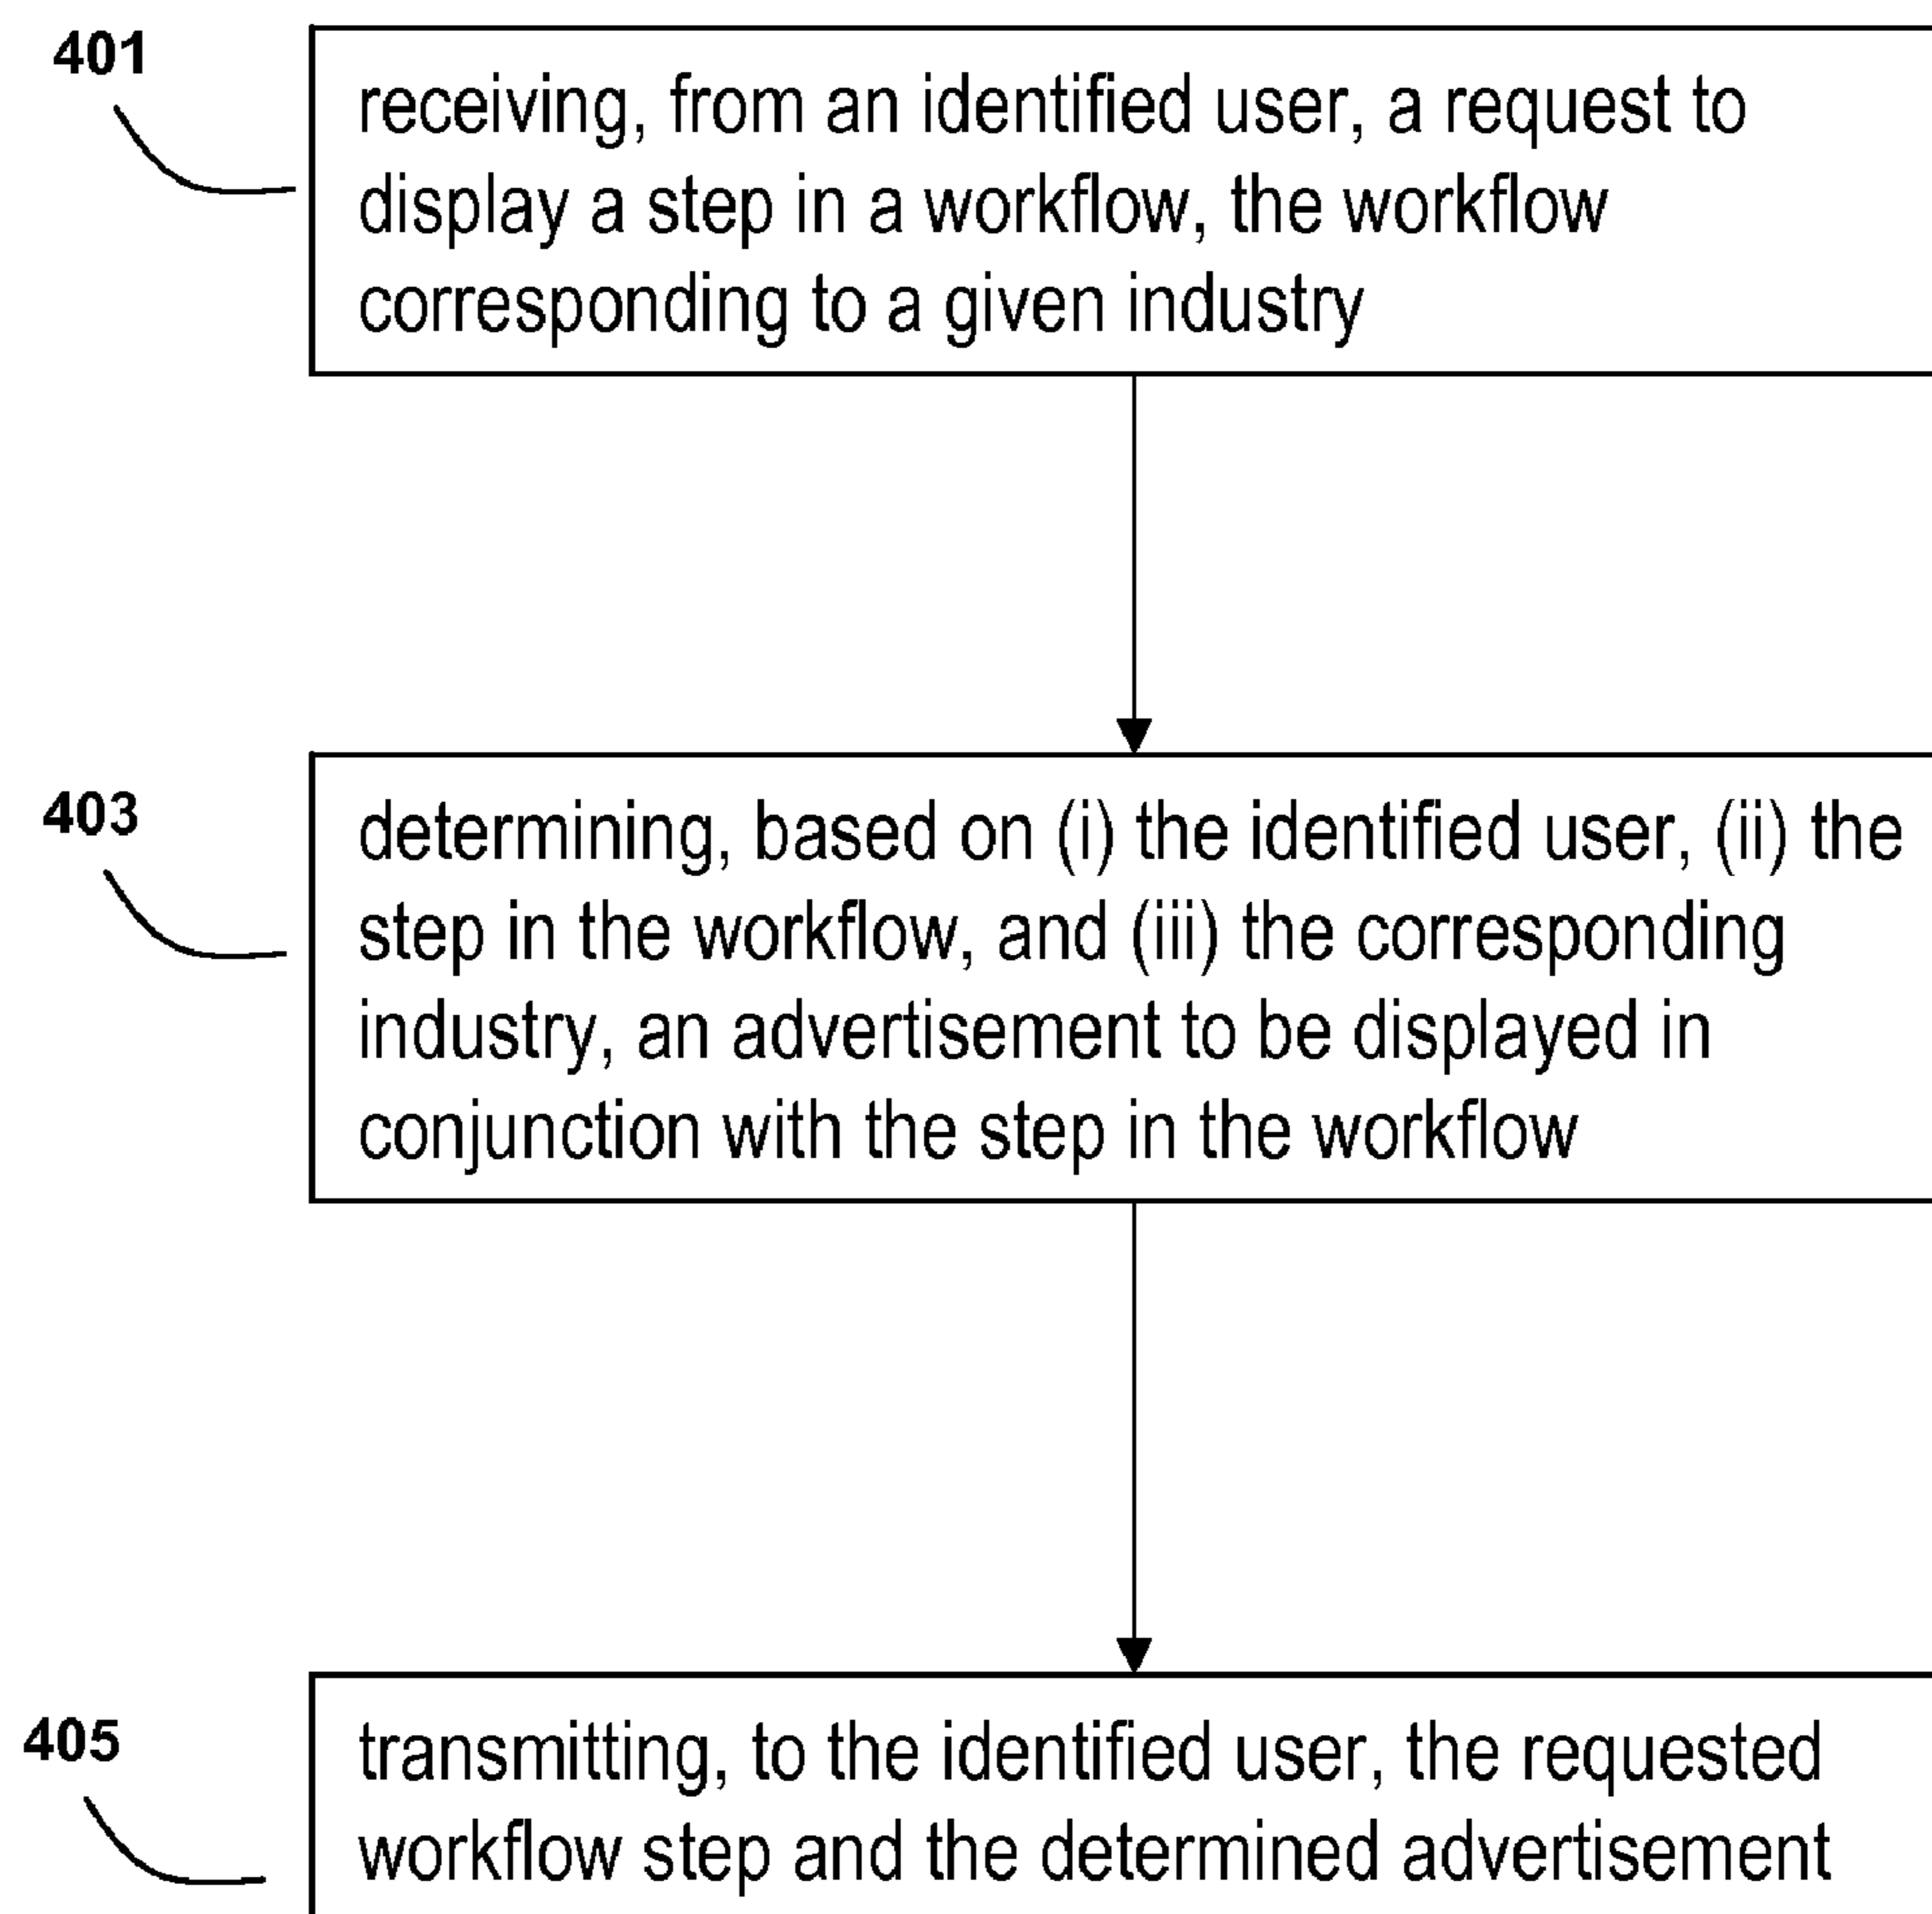 401
receiving, from an identified user, a request to
display a step in a workflow, the workflow
corresponding to a given industry
403
determining, based on (i) the identified user, (ii) the
step in the workflow, and (iii) the corresponding
industry, an advertisement to be displayed in
conjunction with the step in the workflow
405
transmitting, to the identified user, the requested
workflow step and the determined advertisement